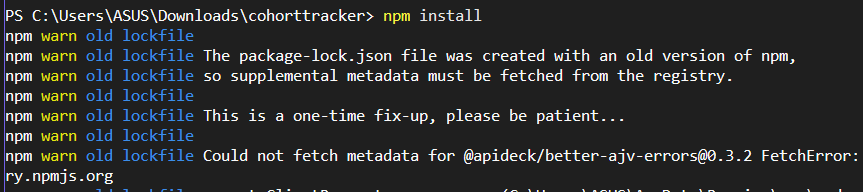 PS C:\Users\ASUS\Downloads\cohorttracker> npm install
npm warn old lockfile
npm warn old lockfile The package-lock.json file was created with an old version of npm,
npm warn old lockfile so supplemental metadata must be fetched from the registry.
npm warn old lockfile
npm warn old lockfile This is a one-time fix-up, please be patient...
npm warn old lockfile
npm warn old lockfile Could not fetch metadata for @apideck/better-ajv-errors@0.3.2 FetchError:
ry.npmjs.org